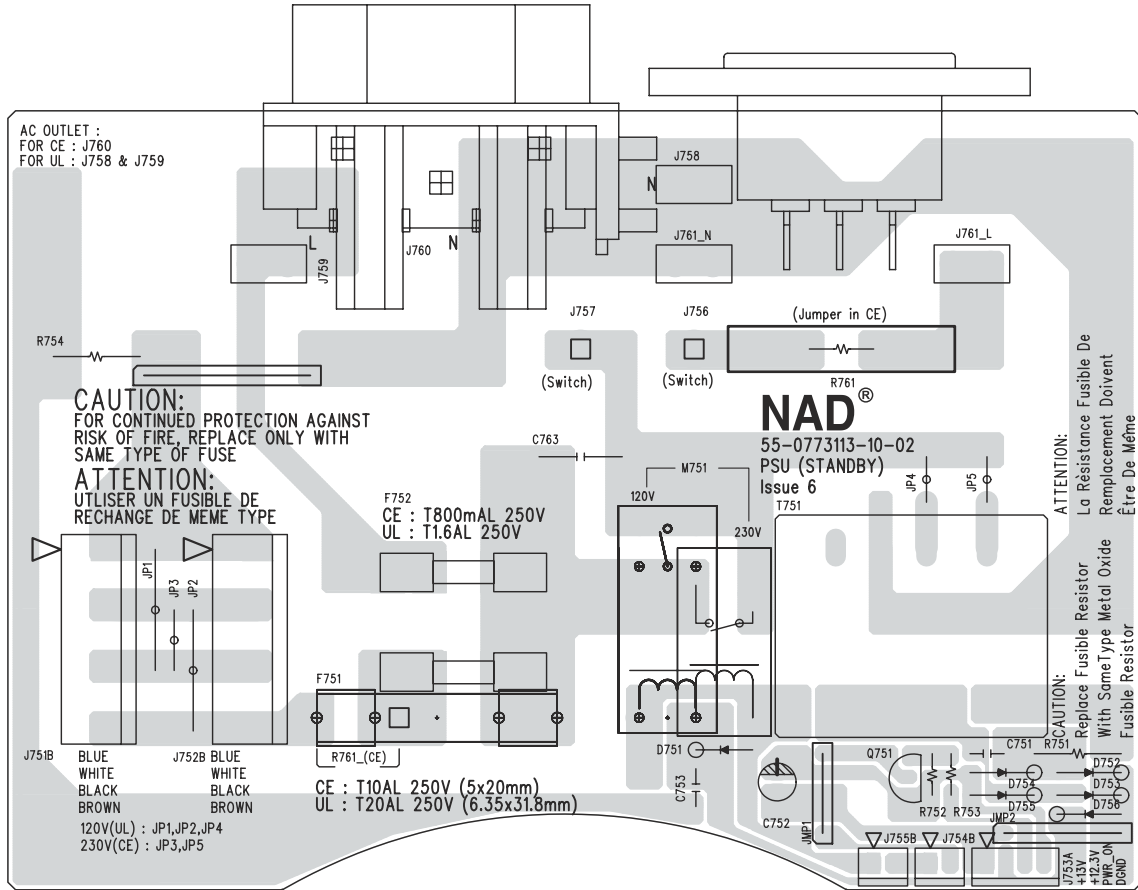 AC OUTLET :
FOR CE : J760
FOR UL : J758 & J759
J758
N
L
J759
J760
N
J761_N
J761_L
J757
J756
(Jumper in CE)
R754
(Switch)
(Switch)
R761
CAUTION:
FOR CONTINUED PROTECTION AGAINST
RISK OF FIRE, REPLACE ONLY WITH
SAME TYPE OF FUSE
ATTENTION:
UTLISER UN FUSIBLE DE
RECHANGE DE MEME TYPE
NAD®
55-0773113-10-02
PSU (STANDBY)
Issue 6
C763
M751
120V
230V
T751
JP4
JP5
ATTENTION:
La Rèsistance Fusible De
Remplacement Doivent
Être De Même
F752
CE : T800mAL 250V
UL : T1.6AL 250V
JP1
JP3
JP2
CAUTION:
Replace Fusible Resistor
With SameType Metal Oxide
Fusible Resistor
F751
R761_(CE)
J751B
BLUE
WHITE
BLACK
BROWN
J752B
BLUE
WHITE
BLACK
BROWN
CE : T10AL 250V (5x20mm)
UL : T20AL 250V (6.35x31.8mm)
120V(UL) : JP1,JP2,JP4
230V(CE) : JP3,JP5
D751
C753
C752
JMP1
Q751
R752
R753
C751
R751
D752
D754
D753
D755
D756
JMP2
J755B
J754B
J753A
+13V
+12.3V
PWR_ON
DGND